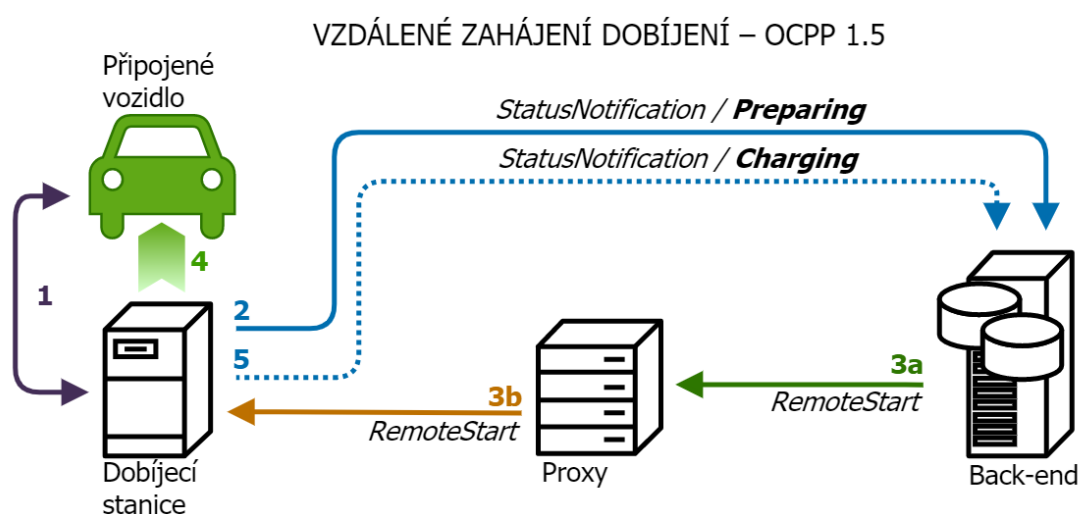 VZDÁLENÉ ZAHÁJENÍ DOBÍJENÍ – OCPP 1.5
Připojené
vozidlo
StatusNotification / Preparing
StatusNotification / Charging
4
1
2
5
3a
RemoteStart
3b
RemoteStart
Dobíjecí
stanice
Proxy
Back-end